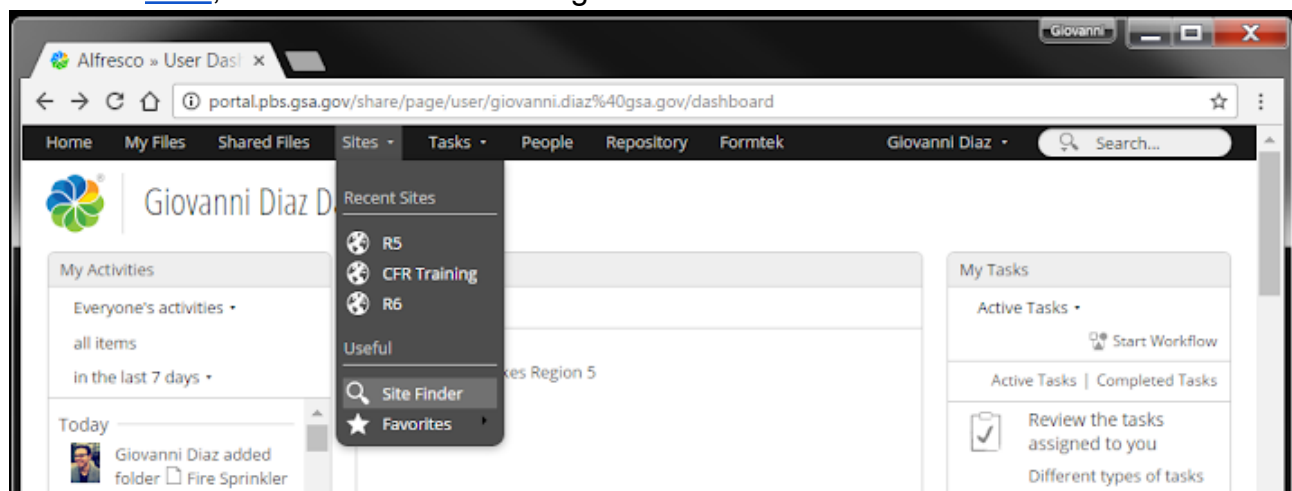 Giovanni
Alfresco » User Das
portal.pbs.gsa.gov/share/page/user/giovanni.diaz%40gsa.gov/dashboard
Home My Files Shared Files Sites Tasks People Repository Formtek Giovanni Diaz Search...
Giovanni Diaz D
Recent Sites
R5
CFR Training
R6
Useful
Site Finder
Favorites
My Activities
Everyone's activities
all items
in the last 7 days
Today
Giovanni Diaz added
folder Fire Sprinkler
kes Region 5
My Tasks
Active Tasks
Start Workflow
Active Tasks | Completed Tasks
Review the tasks
assigned to you
Different types of tasks